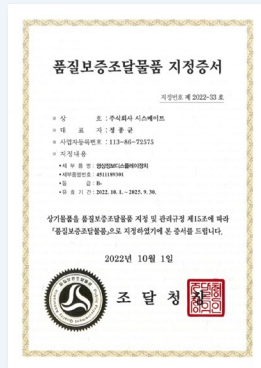 품질보증조달물품 지정증서
지정번호 제 2022-33 호
▫ 상 호 : 주식회사 시스메이트
▫ 대 표 자 : 정 종 균
▫ 사업자등록번호 : 113-86-72575
▫ 지정내용
• 세 부 품 명 : 영상정보디스플레이장치
• 세부품명번호 : 4511189301
• 등 급 : B-
• 유 효 기 간 : 2022. 10. 1. ~ 2025. 9. 30.
상기물품을 품질보증조달물품 지정 및 관리규정 제15조에 따라
「품질보증조달물품」으로 지정하였기에 본 증서를 드립니다.
2022년 10월 1일
조 달 청 장